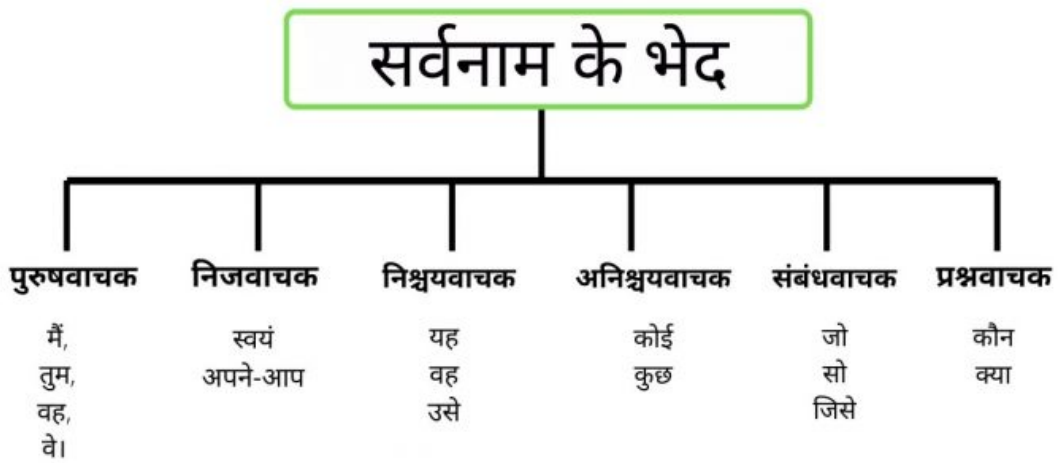 सर्वनाम के भेद
पुरुषवाचक
मैं,
तुम,
वह,
वे।
निजवाचक
स्वयं
अपने-आप
निश्चयवाचक
यह
वह
उसे
अनिश्चयवाचक
कोई
कुछ
संबंधवाचक
जो
सो
जिसे
प्रश्नवाचक
कौन
क्या